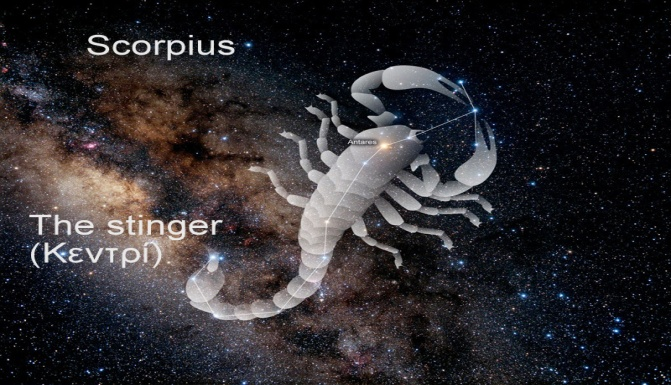 Scorpius
Antares
The stinger
(Κεντρί)